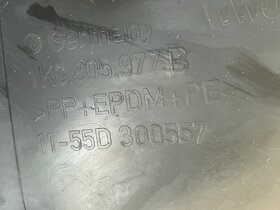 © Germany
1K0.805.977 B
>PP+EPDM+PE<
11-55D 300557